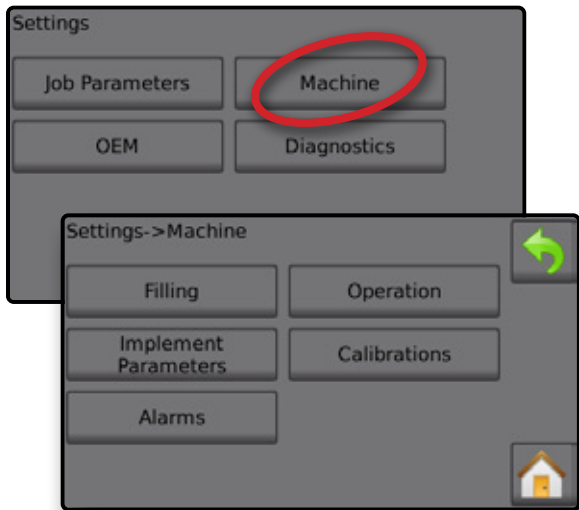 Settings
Job Parameters
Machine
OEM
Diagnostics
Settings->Machine
Filling
Operation
Implement
Parameters
Calibrations
Alarms